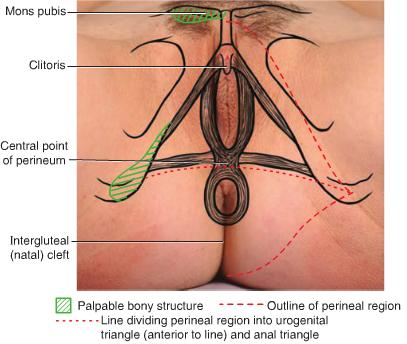 Mons pubis
Clitoris
Central point
of perineum
Intergluteal
(natal) cleft
Palpable bony structure
Outline of perineal region
Line dividing perineal region into urogenital
triangle (anterior to line) and anal triangle